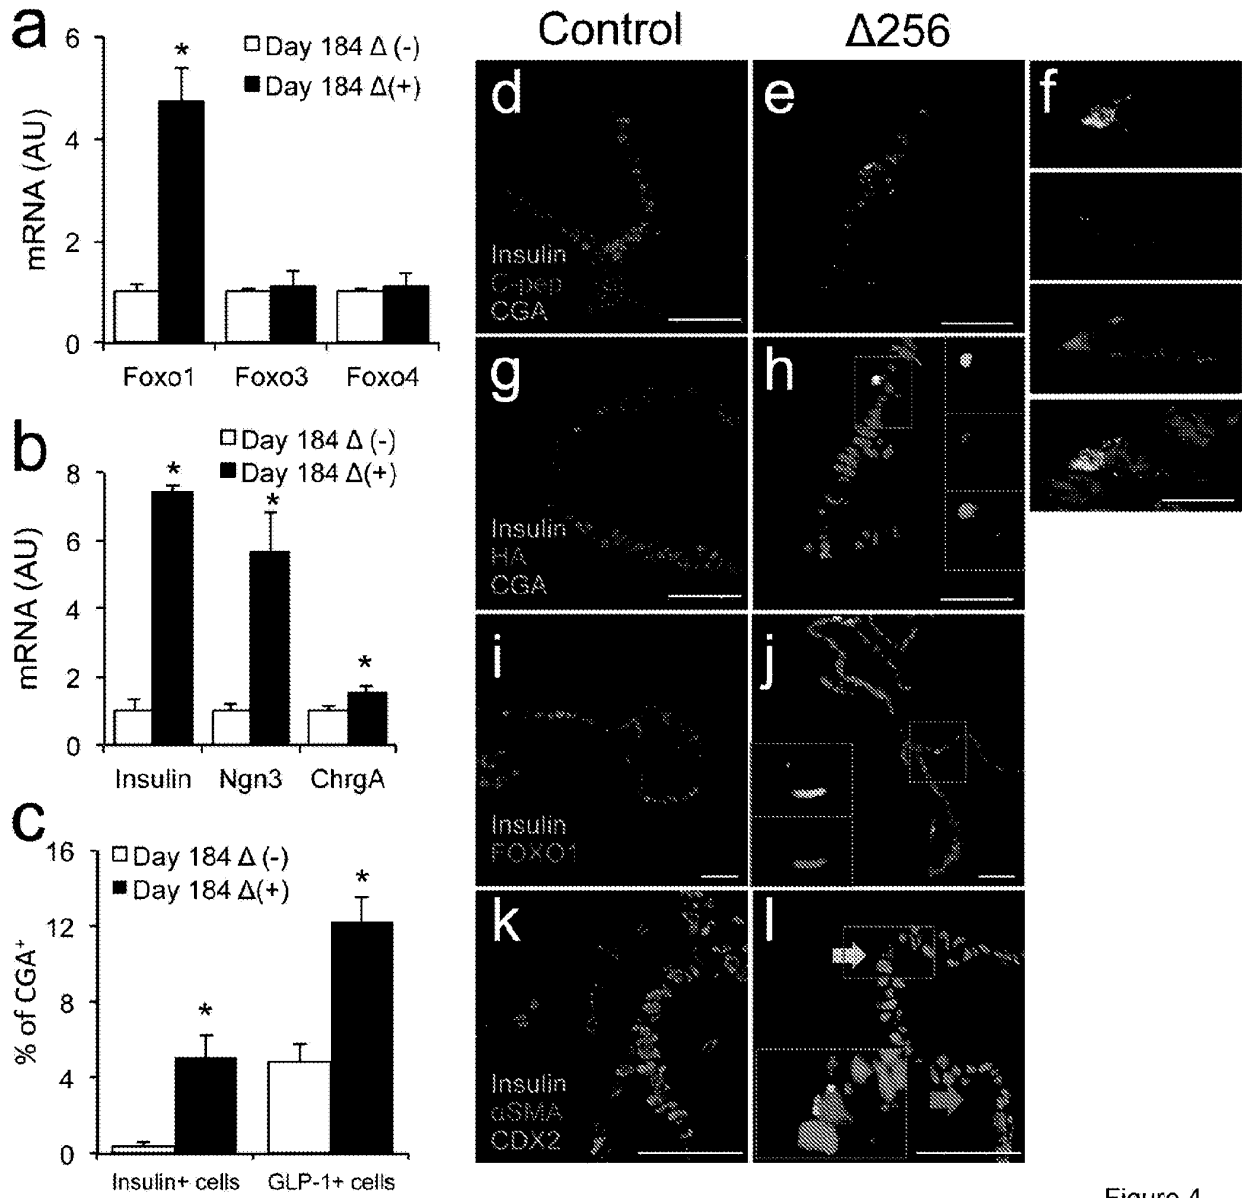 a
6
4
2
0
mRNA (AU)
*
Day 184 Δ (-)
Day 184 Δ(+)
Foxo1 Foxo3 Foxo4
b
8
6
4
2
0
mRNA (AU)
Day 184 Δ (-)
Day 184 Δ(+)
* * *
Insulin Ngn3 ChrgA
c
16
12
8
4
0
% of CGA⁺
Day 184 Δ (-)
Day 184 Δ(+)
* *
Insulin+ cells GLP-1+ cells
Control Δ256
d
Insulin
C-pep
CGA
e
f
g
Insulin
HA
CGA
h
i
Insulin
FOXO1
j
k
Insulin
αSMA
CDX2
l
Figure 4